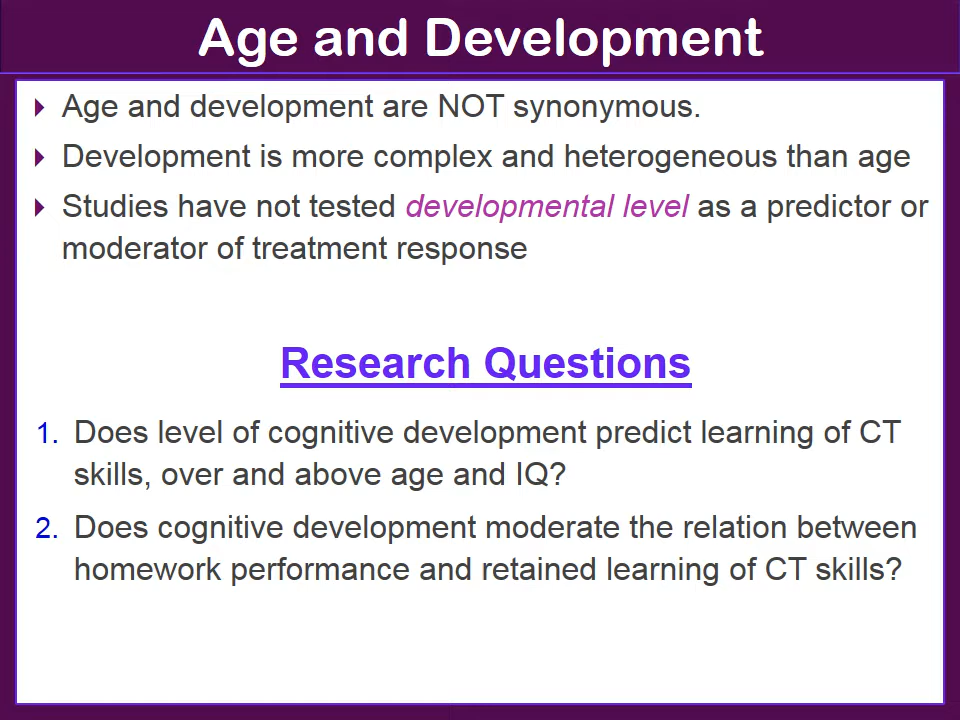 Age and Development
Age and development are NOT synonymous.
Development is more complex and heterogeneous than age
Studies have not tested developmental level as a predictor or
moderator of treatment response
Research Questions
1. Does level of cognitive development predict learning of CT
skills, over and above age and IQ?
2. Does cognitive development moderate the relation between
homework performance and retained learning of CT skills?